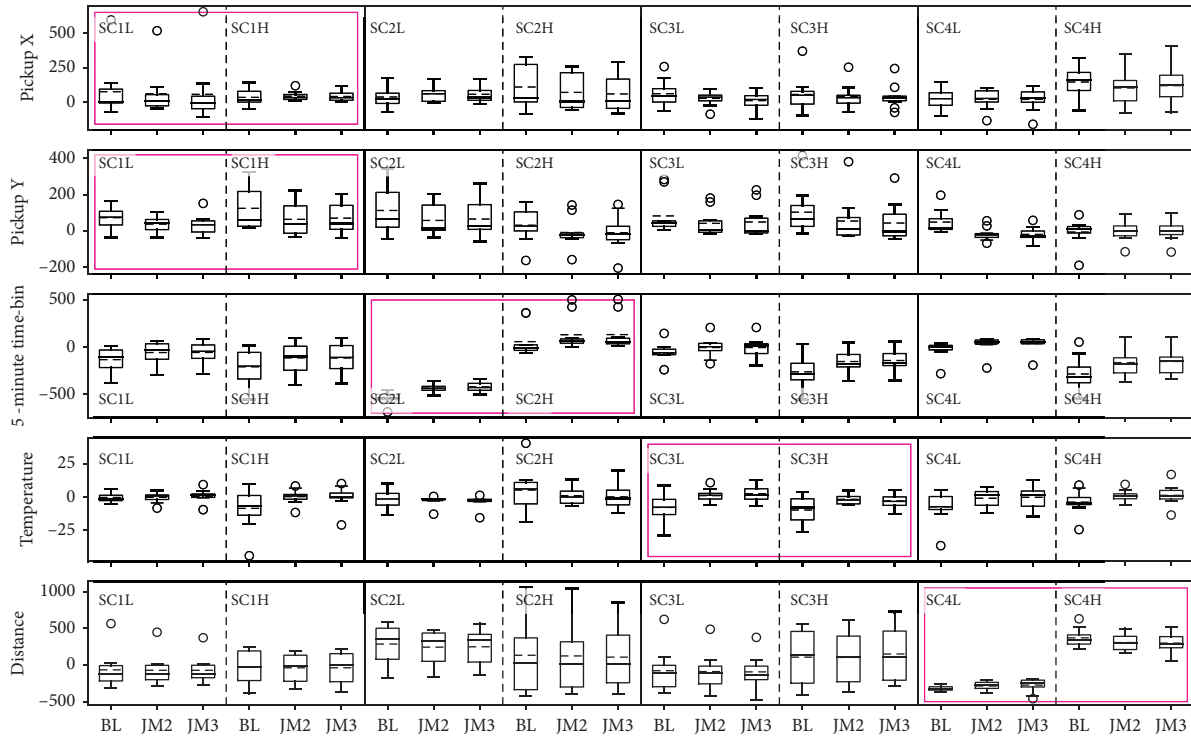 SC1L SC1H SC2L SC2H SC3L SC3H SC4L SC4H
500
250
0
Pickup X
SC1L SC1H SC2L SC2H SC3L SC3H SC4L SC4H
400
200
0
−200
Pickup Y
500
0
−500
5 -minute time-bin
SC1L SC1H SC2L SC2H SC3L SC3H SC4L SC4H
SC1L SC1H SC2L SC2H SC3L SC3H SC4L SC4H
25
0
−25
Temperature
SC1L SC1H SC2L SC2H SC3L SC3H SC4L SC4H
1000
500
0
−500
Distance
BL JM2 JM3 BL JM2 JM3 BL JM2 JM3 BL JM2 JM3 BL JM2 JM3 BL JM2 JM3 BL JM2 JM3 BL JM2 JM3